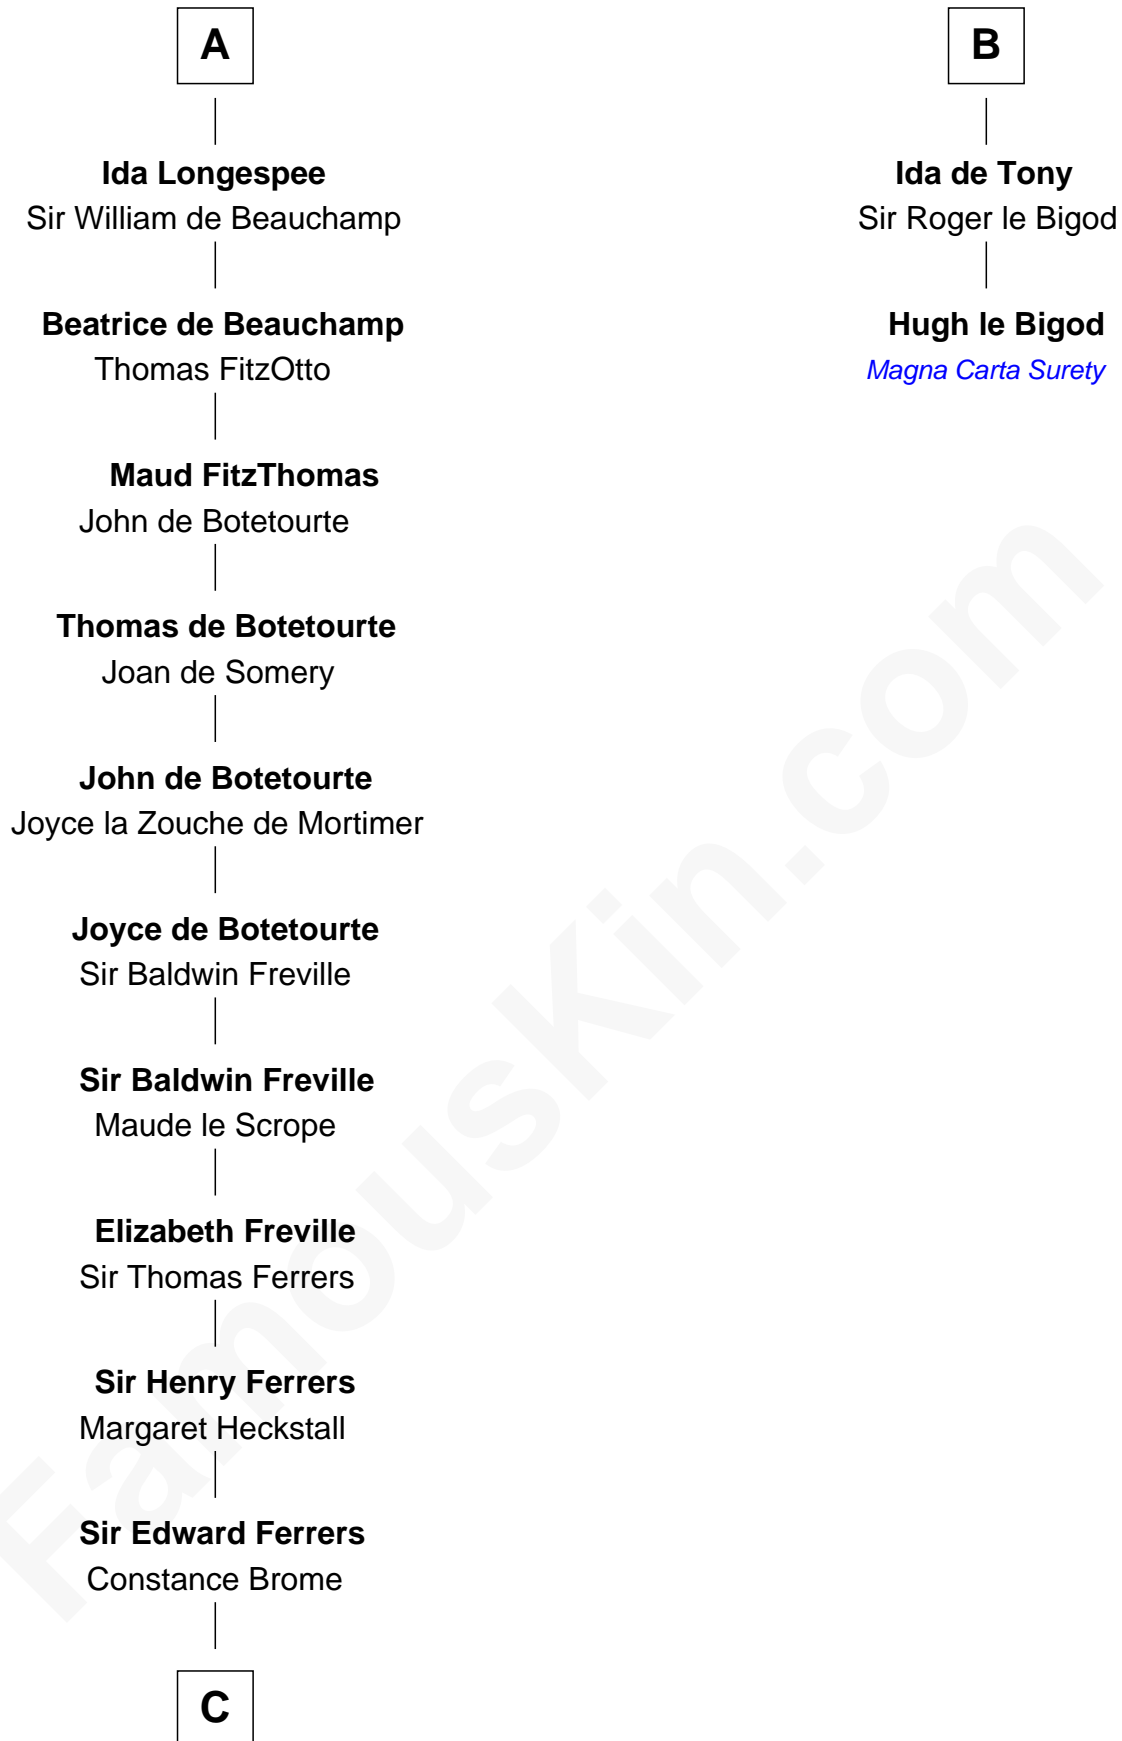 A
Ida Longespee
Sir William de Beauchamp
Beatrice de Beauchamp
Thomas FitzOtto
Maud FitzThomas
John de Botetourte
Thomas de Botetourte
Joan de Somery
John de Botetourte
Joyce la Zouche de Mortimer
Joyce de Botetourte
Sir Baldwin Freville
Sir Baldwin Freville
Maude le Scrope
Elizabeth Freville
Sir Thomas Ferrers
Sir Henry Ferrers
Margaret Heckstall
Sir Edward Ferrers
Constance Brome
C
B
Ida de Tony
Sir Roger le Bigod
Hugh le Bigod
Magna Carta Surety
FamousKin.com